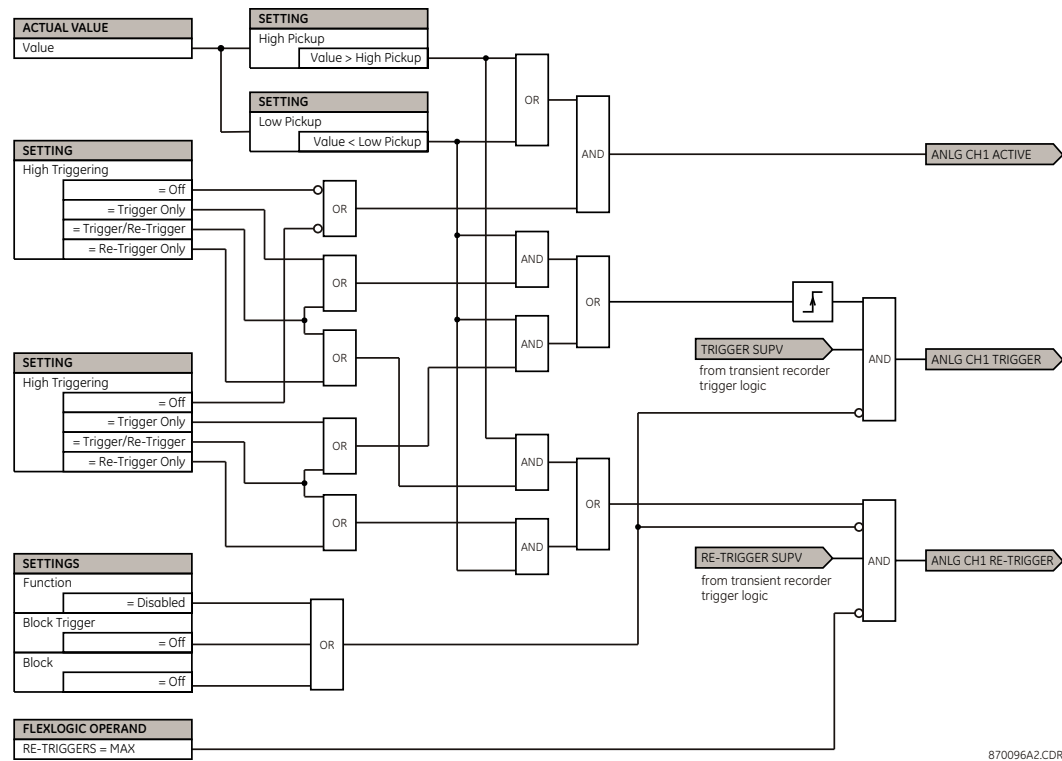 ACTUAL VALUE
Value
SETTING
High Pickup
Value > High Pickup
SETTING
Low Pickup
Value < Low Pickup
OR
AND
ANLG CH1 ACTIVE
SETTING
High Triggering
= Off
= Trigger Only
= Trigger/Re-Trigger
= Re-Trigger Only
OR
OR
OR
AND
AND
OR
TRIGGER SUPV
from transient recorder
trigger logic
AND
ANLG CH1 TRIGGER
SETTING
High Triggering
= Off
= Trigger Only
= Trigger/Re-Trigger
= Re-Trigger Only
OR
OR
AND
AND
OR
RE-TRIGGER SUPV
from transient recorder
trigger logic
AND
ANLG CH1 RE-TRIGGER
SETTINGS
Function
= Disabled
Block Trigger
= Off
Block
= Off
OR
FLEXLOGIC OPERAND
RE-TRIGGERS = MAX
870096A2.CDR